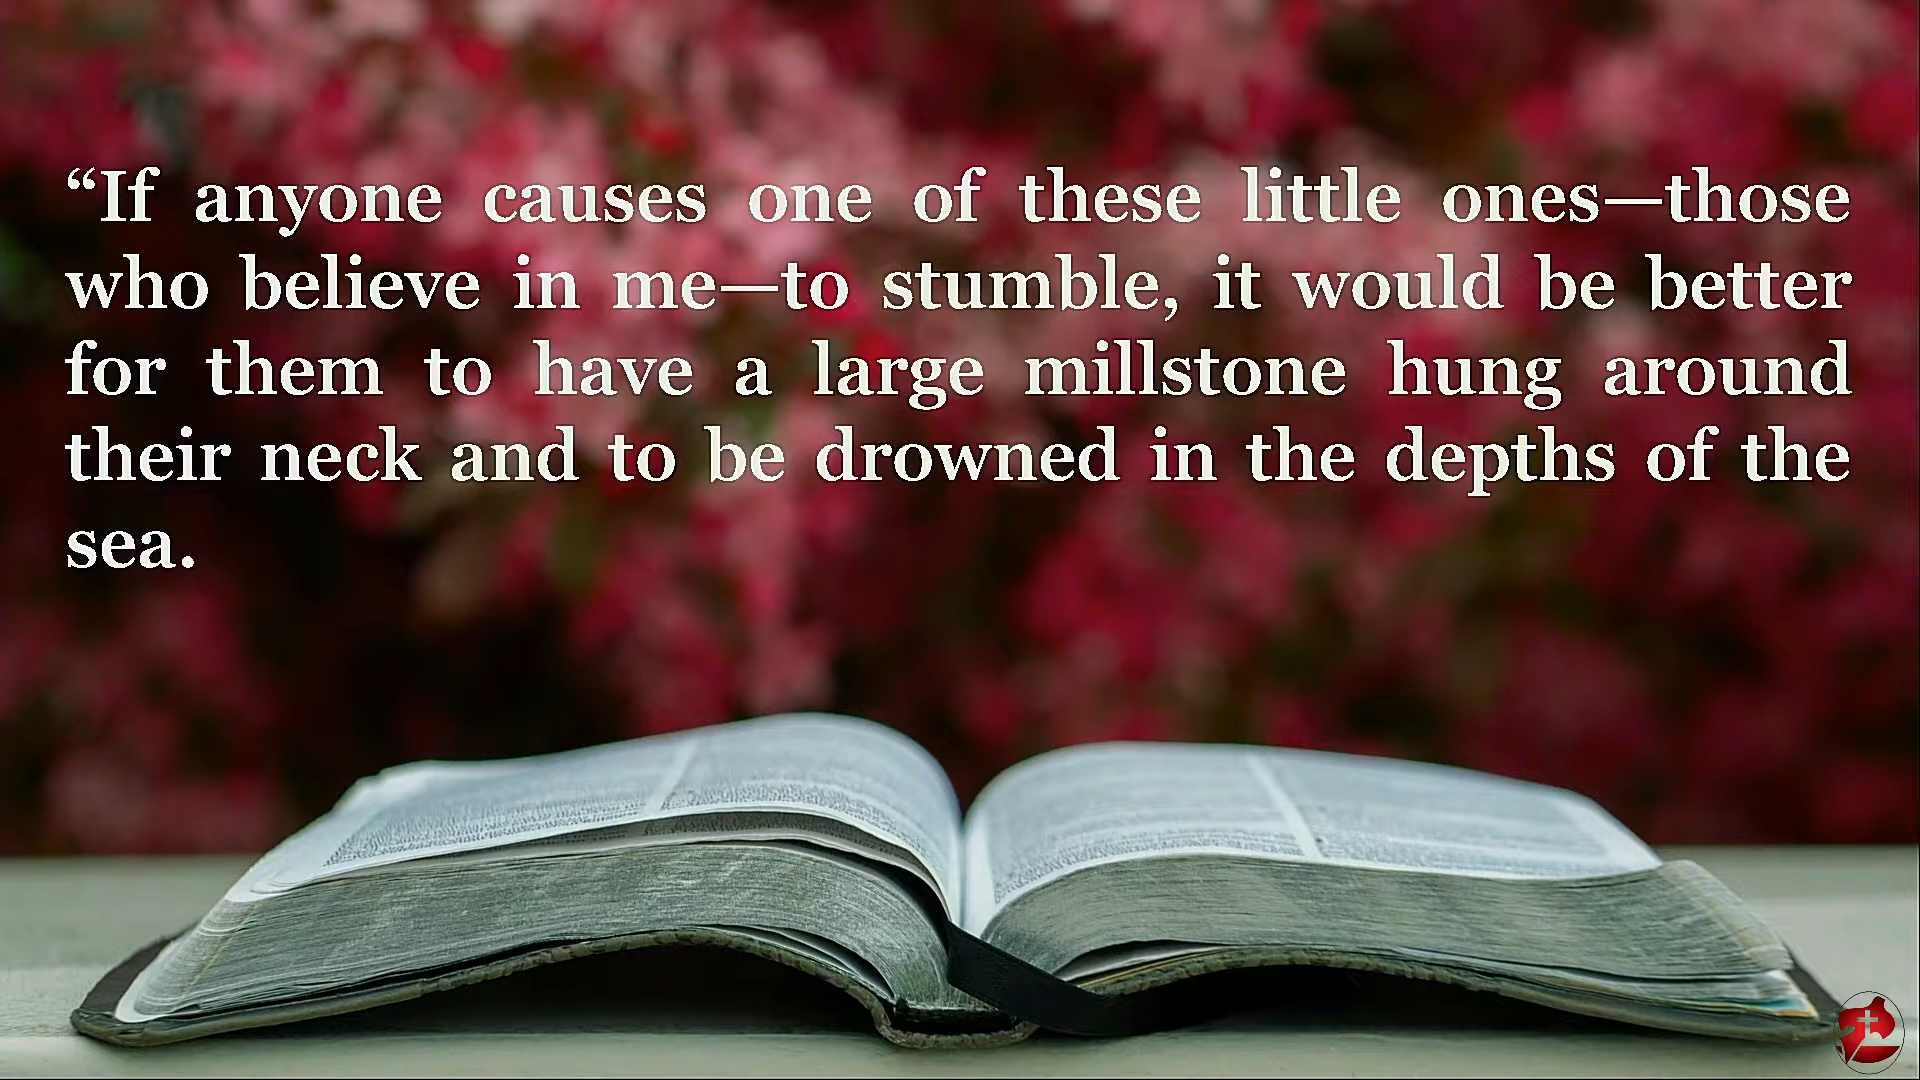 “If anyone causes one of these little ones—those
who believe in me—to stumble, it would be better
for them to have a large millstone hung around
their neck and to be drowned in the depths of the
sea.